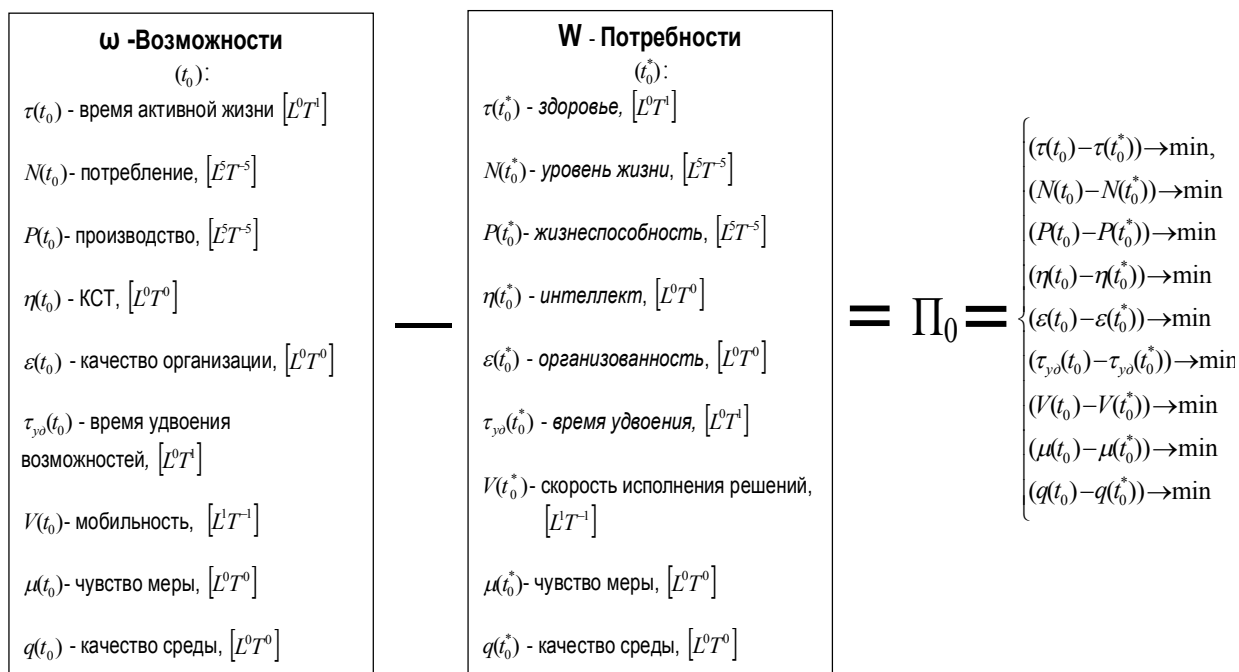 ω -Возможности
(t₀):
τ(t₀) - время активной жизни [L⁰T¹]
N(t₀)- потребление, [L⁵T⁻⁵]
P(t₀)- производство, [L⁵T⁻⁵]
η(t₀) - КСТ, [L⁰T⁰]
ε(t₀) - качество организации, [L⁰T⁰]
τ_уд(t₀) - время удвоения
возможностей, [L⁰T¹]
V(t₀)- мобильность, [L¹T⁻¹]
μ(t₀)- чувство меры, [L⁰T⁰]
q(t₀) - качество среды, [L⁰T⁰]
—
W - Потребности
(t₀*):
τ(t₀*) - здоровье, [L⁰T¹]
N(t₀*)- уровень жизни, [L⁵T⁻⁵]
P(t₀*)- жизнеспособность, [L⁵T⁻⁵]
η(t₀*)- интеллект, [L⁰T⁰]
ε(t₀*) - организованность, [L⁰T⁰]
τ_уд(t₀*) - время удвоения, [L⁰T¹]
V(t₀*)- скорость исполнения решений,
[L¹T⁻¹]
μ(t₀*)- чувство меры, [L⁰T⁰]
q(t₀*) - качество среды, [L⁰T⁰]
= Π₀ =
(τ(t₀)−τ(t₀*))→min,
(N(t₀)−N(t₀*))→min
(P(t₀)−P(t₀*))→min
(η(t₀)−η(t₀*))→min
(ε(t₀)−ε(t₀*))→min
(τ_уд(t₀)−τ_уд(t₀*))→min
(V(t₀)−V(t₀*))→min
(μ(t₀)−μ(t₀*))→min
(q(t₀)−q(t₀*))→min